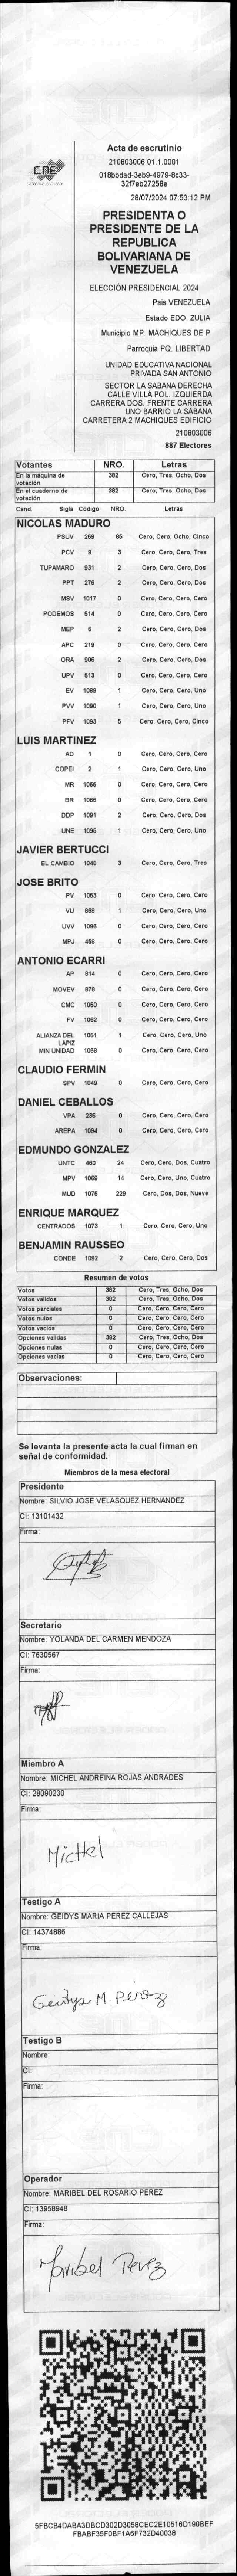 CNE
Acta de escrutinio
210803006.01.1.0001
018bbdad-3eb9-4979-8c33-
32f7eb27258e
28/07/2024 07:53:12 PM
PRESIDENTA O
PRESIDENTE DE LA
REPUBLICA
BOLIVARIANA DE
VENEZUELA
ELECCIÓN PRESIDENCIAL 2024
Pais VENEZUELA
Estado EDO. ZULIA
Municipio MP. MACHIQUES DE P
Parroquia PQ. LIBERTAD
UNIDAD EDUCATIVA NACIONAL
PRIVADA SAN ANTONIO
SECTOR LA SABANA DERECHA
CALLE VILLA POL. IZQUIERDA
CARRERA DOS. FRENTE CARRERA
UNO BARRIO LA SABANA
CARRETERA 2 MACHIQUES EDIFICIO
210803006
887 Electores
Votantes NRO. Letras
En la máquina de votación 382 Cero, Tres, Ocho, Dos
En el cuaderno de votación 382 Cero, Tres, Ocho, Dos
Cand. Sigla Código NRO. Letras
NICOLAS MADURO
PSUV 269 85 Cero, Cero, Ocho, Cinco
PCV 9 3 Cero, Cero, Cero, Tres
TUPAMARO 931 2 Cero, Cero, Cero, Dos
PPT 276 2 Cero, Cero, Cero, Dos
MSV 1017 0 Cero, Cero, Cero, Cero
PODEMOS 514 0 Cero, Cero, Cero, Cero
MEP 6 2 Cero, Cero, Cero, Dos
APC 219 0 Cero, Cero, Cero, Cero
ORA 906 2 Cero, Cero, Cero, Dos
UPV 513 0 Cero, Cero, Cero, Cero
EV 1089 1 Cero, Cero, Cero, Uno
PVV 1090 1 Cero, Cero, Cero, Uno
PFV 1093 5 Cero, Cero, Cero, Cinco
LUIS MARTINEZ
AD 1 0 Cero, Cero, Cero, Cero
COPEI 2 1 Cero, Cero, Cero, Uno
MR 1065 0 Cero, Cero, Cero, Cero
BR 1066 0 Cero, Cero, Cero, Cero
DDP 1091 2 Cero, Cero, Cero, Dos
UNE 1095 1 Cero, Cero, Cero, Uno
JAVIER BERTUCCI
EL CAMBIO 1048 3 Cero, Cero, Cero, Tres
JOSE BRITO
PV 1053 0 Cero, Cero, Cero, Cero
VU 868 1 Cero, Cero, Cero, Uno
UVV 1096 0 Cero, Cero, Cero, Cero
MPJ 458 0 Cero, Cero, Cero, Cero
ANTONIO ECARRI
AP 814 0 Cero, Cero, Cero, Cero
MOVEV 878 0 Cero, Cero, Cero, Cero
CMC 1050 0 Cero, Cero, Cero, Cero
FV 1062 0 Cero, Cero, Cero, Cero
ALIANZA DEL LAPIZ 1051 1 Cero, Cero, Cero, Uno
MIN UNIDAD 1068 0 Cero, Cero, Cero, Cero
CLAUDIO FERMIN
SPV 1049 0 Cero, Cero, Cero, Cero
DANIEL CEBALLOS
VPA 236 0 Cero, Cero, Cero, Cero
AREPA 1094 0 Cero, Cero, Cero, Cero
EDMUNDO GONZALEZ
UNTC 460 24 Cero, Cero, Dos, Cuatro
MPV 1069 14 Cero, Cero, Uno, Cuatro
MUD 1075 229 Cero, Dos, Dos, Nueve
ENRIQUE MARQUEZ
CENTRADOS 1073 1 Cero, Cero, Cero, Uno
BENJAMIN RAUSSEO
CONDE 1092 2 Cero, Cero, Cero, Dos
Resumen de votos
Votos 382 Cero, Tres, Ocho, Dos
Votos validos 382 Cero, Tres, Ocho, Dos
Votos parciales 0 Cero, Cero, Cero, Cero
Votos nulos 0 Cero, Cero, Cero, Cero
Votos vacios 0 Cero, Cero, Cero, Cero
Opciones validas 382 Cero, Tres, Ocho, Dos
Opciones nulas 0 Cero, Cero, Cero, Cero
Opciones vacias 0 Cero, Cero, Cero, Cero
Observaciones:
Se levanta la presente acta la cual firman en
señal de conformidad.
Miembros de la mesa electoral
Presidente
Nombre: SILVIO JOSE VELASQUEZ HERNANDEZ
CI: 13101432
Firma:
Secretario
Nombre: YOLANDA DEL CARMEN MENDOZA
CI: 7630567
Firma:
Miembro A
Nombre: MICHEL ANDREINA ROJAS ANDRADES
CI: 28090230
Firma:
Michel
Testigo A
Nombre: GEIDYS MARIA PEREZ CALLEJAS
CI: 14374886
Firma:
Geidys M. Perez
Testigo B
Nombre:
CI:
Firma:
Operador
Nombre: MARIBEL DEL ROSARIO PEREZ
CI: 13958948
Firma:
Maribel Pérez
5FBCB4DABA3DBCD302D3058CEC2E10516D190BEF
FBABF35F0BF1A6F732D40038